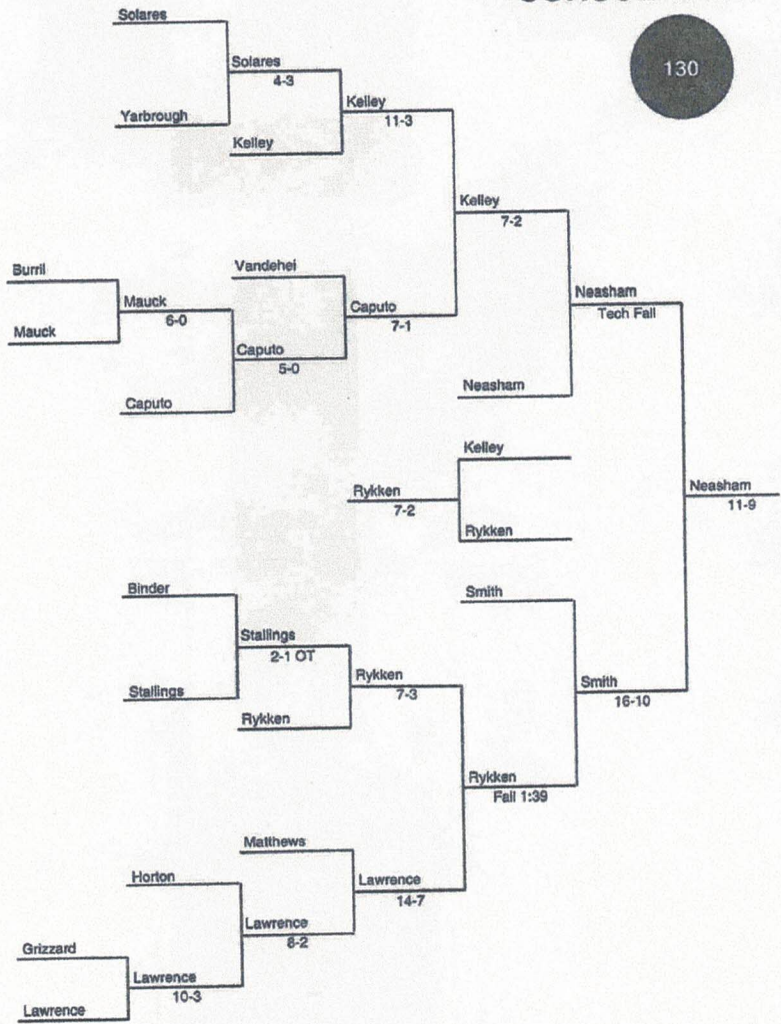 130
Solares
Solares
4-3
Yarbrough
Kelley
Kelley
11-3
Kelley
7-2
Burril
Mauck
6-0
Mauck
Vandehei
Caputo
7-1
Caputo
5-0
Caputo
Neasham
Tech Fall
Neasham
Kelley
Rykken
7-2
Rykken
Neasham
11-9
Binder
Stallings
2-1 OT
Stallings
Rykken
7-3
Rykken
Smith
Smith
16-10
Rykken
Fall 1:39
Matthews
Horton
Lawrence
14-7
Lawrence
8-2
Grizzard
Lawrence
10-3
Lawrence